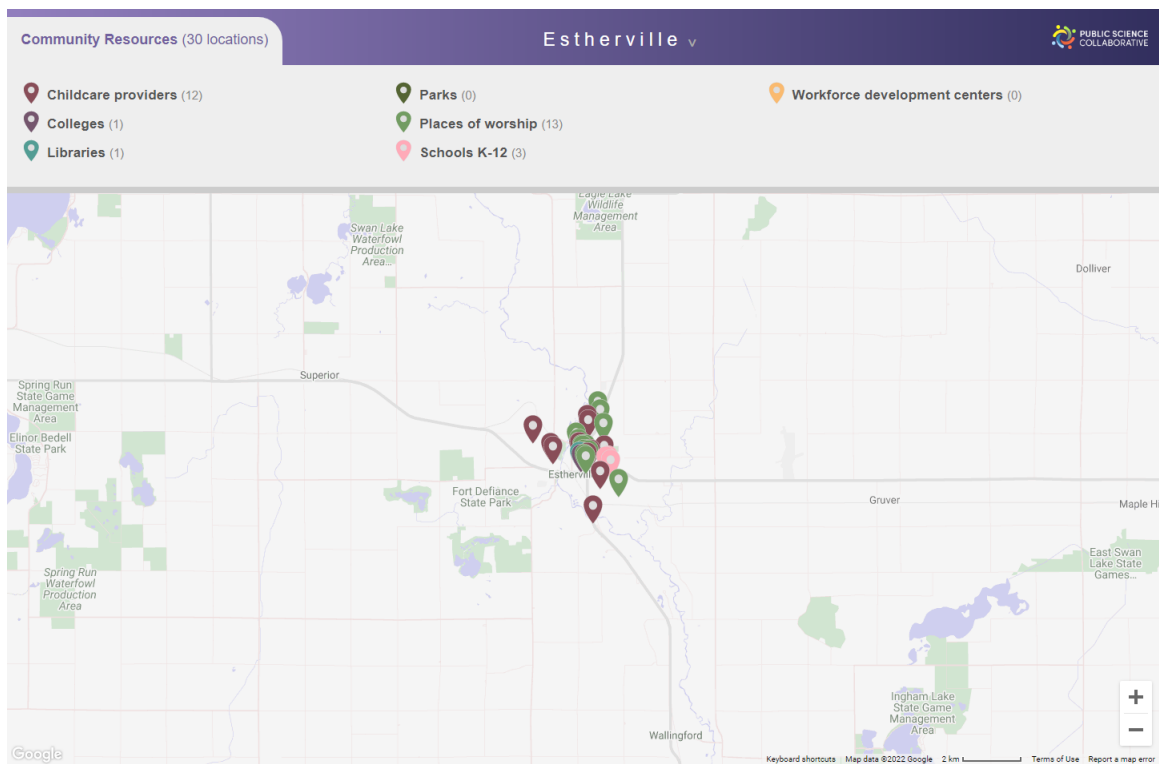 Community Resources (30 locations)
Estherville v
PUBLIC SCIENCE
COLLABORATIVE
Childcare providers (12)
Parks (0)
Workforce development centers (0)
Colleges (1)
Places of worship (13)
Libraries (1)
Schools K-12 (3)
Eagle Lake
Wildlife
Management
Area
Swan Lake
Waterfowl
Production
Area...
Dolliver
Superior
Spring Run
State Game
Management
Area
Elinor Bedell
State Park
Estherville
Fort Defiance
State Park
Gruver
Maple Hi
East Swan
Lake State
Games...
Spring Run
Waterfowl
Production
Area
Ingham Lake
State Game
Management
Area
Wallingford
Google
Keyboard shortcuts Map data ©2022 Google 2 km Terms of Use Report a map error